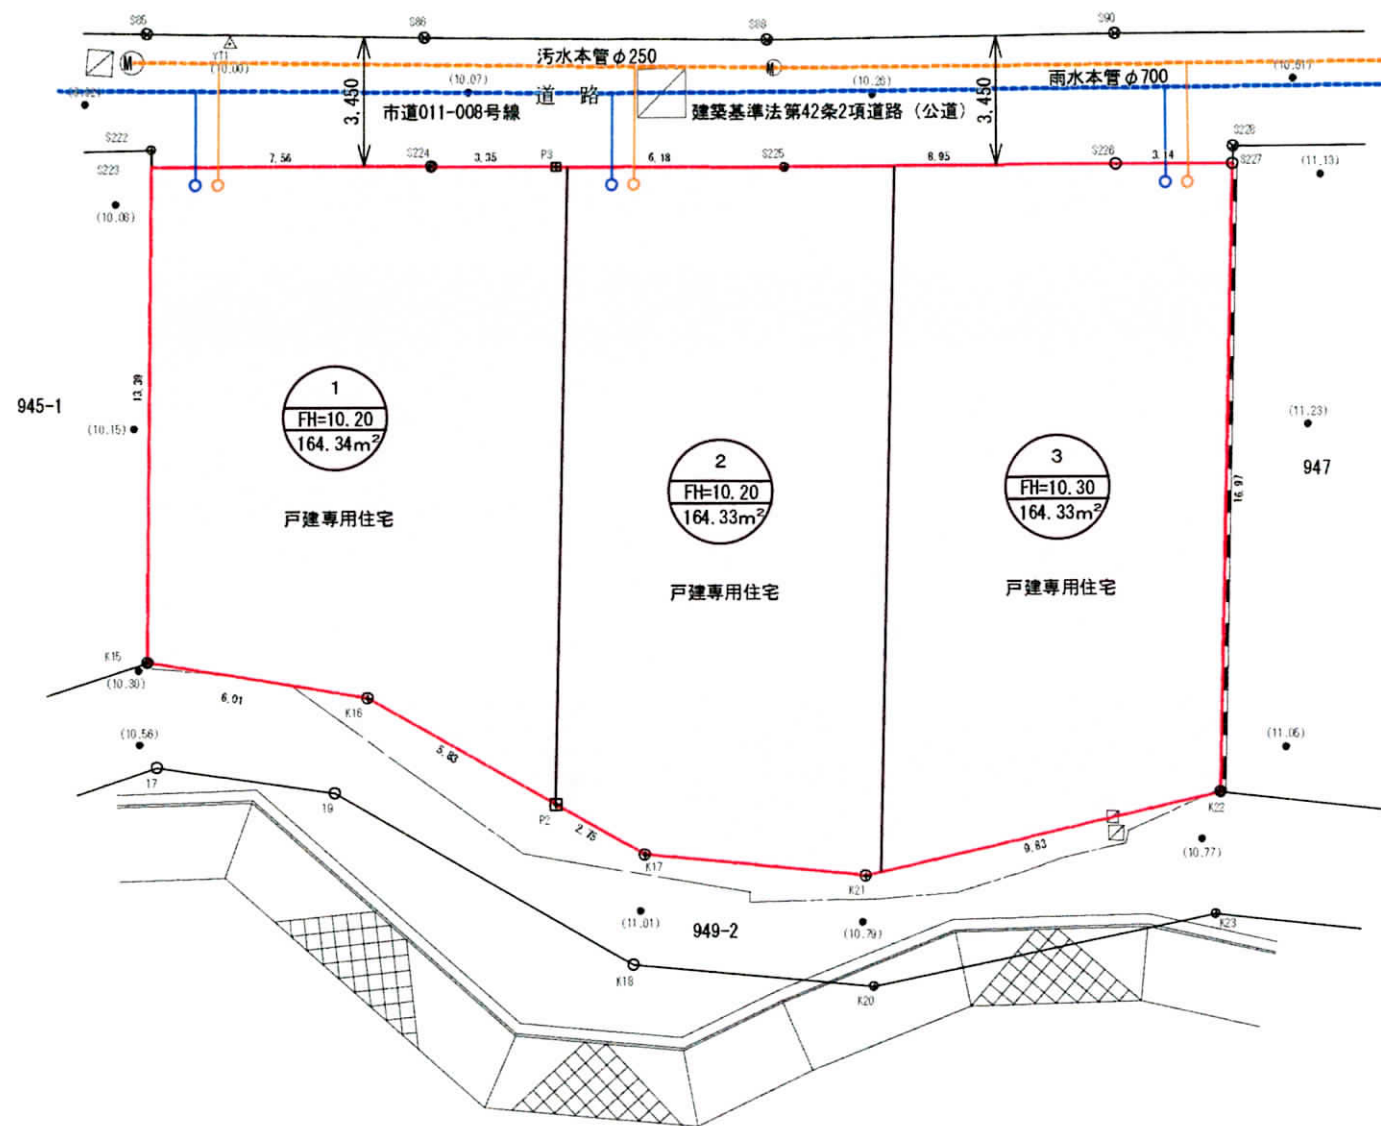 S85
S86
S88
S90
汚水本管φ250
雨水本管φ700
M
M
(10.00)
(10.07)
道路
(10.26)
3.450
市道011-008号線
建築基準法第42条2項道路（公道）
3.450
S222
S228
S223
7.56
S224
3.35
P3
6.18
S225
8.95
S226
3.14
S227
(11.13)
(10.06)
13.39
1
FH=10.20
164.34m²
戸建専用住宅
945-1
(10.15)
2
FH=10.20
164.33m²
戸建専用住宅
3
FH=10.30
164.33m²
戸建専用住宅
(11.23)
947
16.97
K15
(10.30)
6.01
K16
(10.56)
5.83
(11.05)
17
19
P2
2.75
K17
K21
9.83
K22
(10.77)
(11.01)
949-2
(10.79)
K23
K18
K20